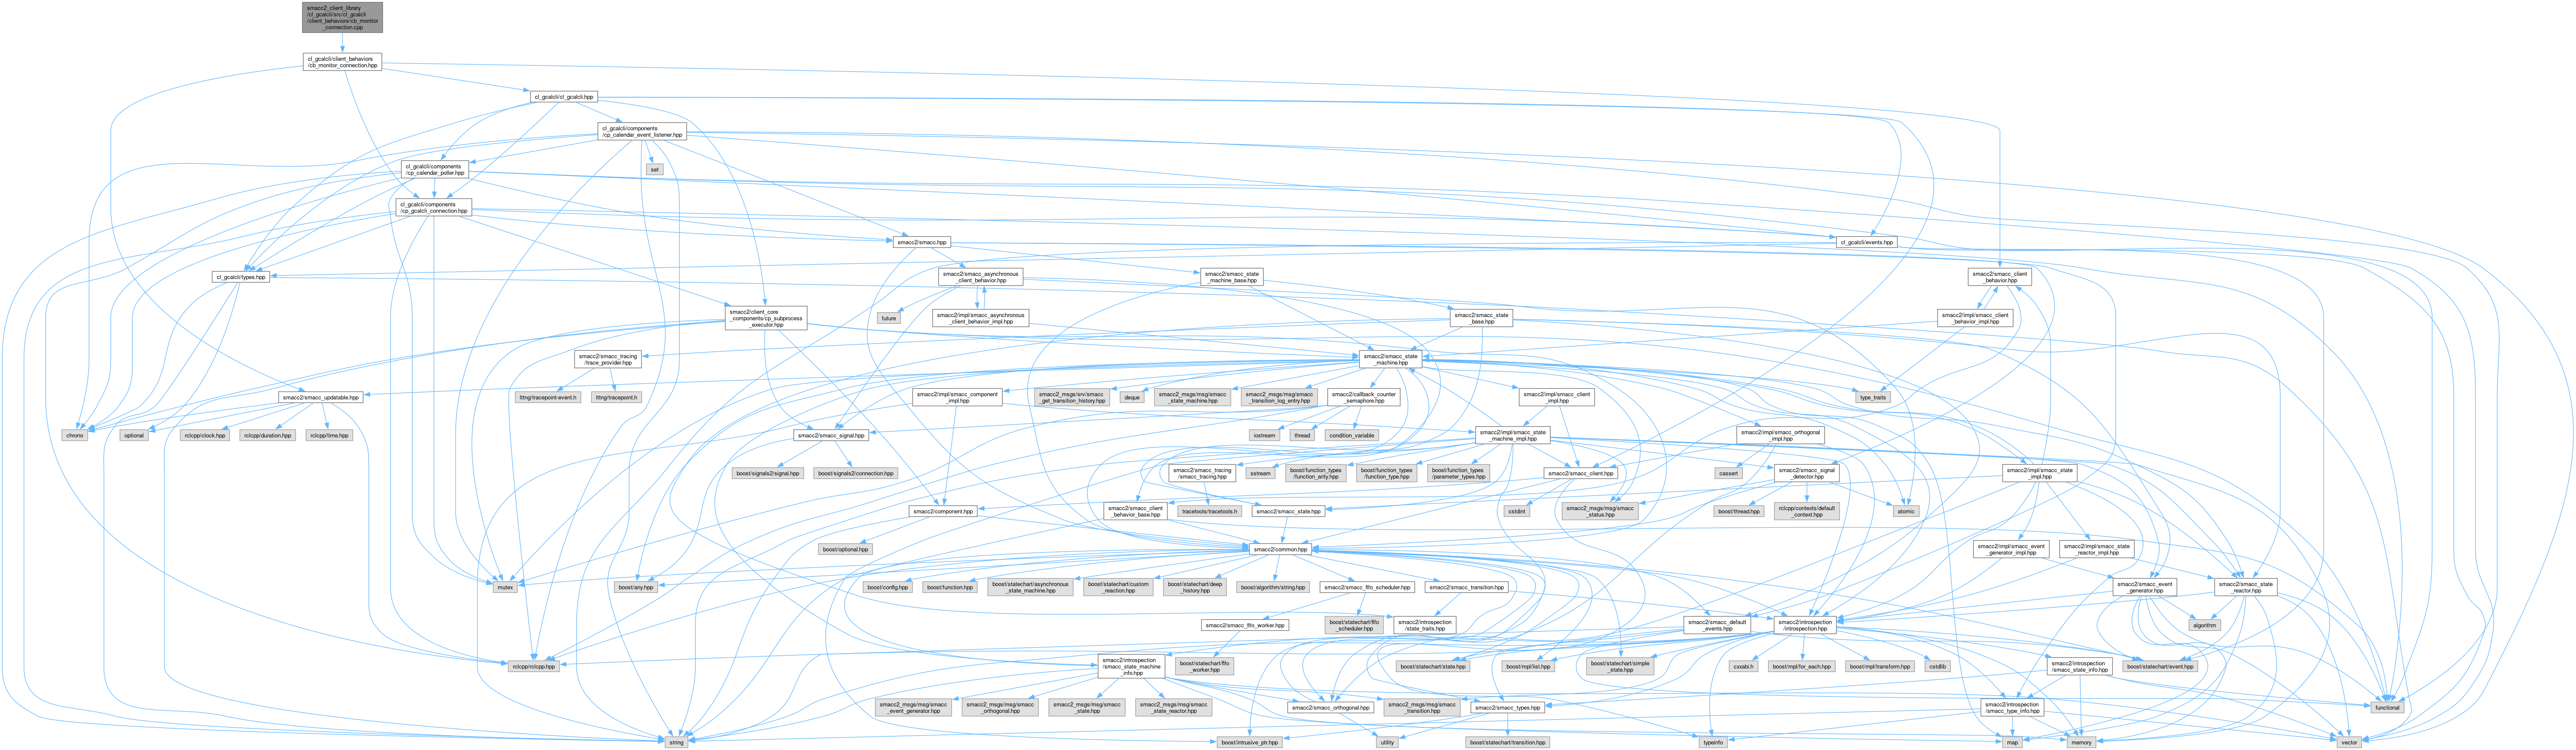 smacc2_client_library
/cl_gcalcli/src/cl_gcalcli
/client_behaviors/cb_monitor
_connection.cpp
cl_gcalcli/client_behaviors
/cb_monitor_connection.hpp
cl_gcalcli/cl_gcalcli.hpp
cl_gcalcli/components
/cp_calendar_event_listener.hpp
set
cl_gcalcli/components
/cp_calendar_poller.hpp
cl_gcalcli/components
/cp_gcalcli_connection.hpp
smacc2/smacc.hpp
cl_gcalcli/events.hpp
cl_gcalcli/types.hpp
smacc2/smacc_asynchronous
_client_behavior.hpp
smacc2/smacc_state
_machine_base.hpp
smacc2/smacc_client
_behavior.hpp
smacc2/client_core
_components/cp_subprocess
_executor.hpp
future
smacc2/impl/smacc_asynchronous
_client_behavior_impl.hpp
smacc2/smacc_state
_base.hpp
smacc2/impl/smacc_client
_behavior_impl.hpp
smacc2/smacc_tracing
/trace_provider.hpp
smacc2/smacc_state
_machine.hpp
lttng/tracepoint-event.h
lttng/tracepoint.h
smacc2/smacc_updatable.hpp
smacc2/impl/smacc_component
_impl.hpp
smacc2_msgs/srv/smacc
_get_transition_history.hpp
deque
smacc2_msgs/msg/smacc
_state_machine.hpp
smacc2_msgs/msg/smacc
_transition_log_entry.hpp
smacc2/callback_counter
_semaphore.hpp
smacc2/impl/smacc_client
_impl.hpp
type_traits
chrono
optional
rclcpp/clock.hpp
rclcpp/duration.hpp
rclcpp/time.hpp
smacc2/smacc_signal.hpp
iostream
thread
condition_variable
smacc2/impl/smacc_state
_machine_impl.hpp
smacc2/impl/smacc_orthogonal
_impl.hpp
boost/signals2/signal.hpp
boost/signals2/connection.hpp
smacc2/smacc_tracing
/smacc_tracing.hpp
sstream
boost/function_types
/function_arity.hpp
boost/function_types
/function_type.hpp
boost/function_types
/parameter_types.hpp
smacc2/smacc_client.hpp
cassert
smacc2/smacc_signal
_detector.hpp
smacc2/impl/smacc_state
_impl.hpp
smacc2/component.hpp
smacc2/smacc_client
_behavior_base.hpp
tracetools/tracetools.h
smacc2/smacc_state.hpp
cstdint
smacc2_msgs/msg/smacc
_status.hpp
boost/thread.hpp
rclcpp/contexts/default
_context.hpp
atomic
boost/optional.hpp
smacc2/common.hpp
smacc2/impl/smacc_event
_generator_impl.hpp
smacc2/impl/smacc_state
_reactor_impl.hpp
mutex
boost/any.hpp
boost/config.hpp
boost/function.hpp
boost/statechart/asynchronous
_state_machine.hpp
boost/statechart/custom
_reaction.hpp
boost/statechart/deep
_history.hpp
boost/algorithm/string.hpp
smacc2/smacc_fifo_scheduler.hpp
smacc2/smacc_transition.hpp
smacc2/smacc_event
_generator.hpp
smacc2/smacc_state
_reactor.hpp
smacc2/smacc_fifo_worker.hpp
boost/statechart/fifo
_scheduler.hpp
smacc2/introspection
/state_traits.hpp
smacc2/smacc_default
_events.hpp
smacc2/introspection
/introspection.hpp
algorithm
rclcpp/rclcpp.hpp
smacc2/introspection
/smacc_state_machine
_info.hpp
boost/statechart/fifo
_worker.hpp
boost/statechart/state.hpp
boost/mpl/list.hpp
boost/statechart/simple
_state.hpp
cxxabi.h
boost/mpl/for_each.hpp
boost/mpl/transform.hpp
cstdlib
smacc2/introspection
/smacc_state_info.hpp
boost/statechart/event.hpp
smacc2_msgs/msg/smacc
_event_generator.hpp
smacc2_msgs/msg/smacc
_orthogonal.hpp
smacc2_msgs/msg/smacc
_state.hpp
smacc2_msgs/msg/smacc
_state_reactor.hpp
smacc2/smacc_orthogonal.hpp
smacc2_msgs/msg/smacc
_transition.hpp
smacc2/smacc_types.hpp
smacc2/introspection
/smacc_type_info.hpp
functional
string
boost/intrusive_ptr.hpp
utility
boost/statechart/transition.hpp
typeinfo
map
memory
vector